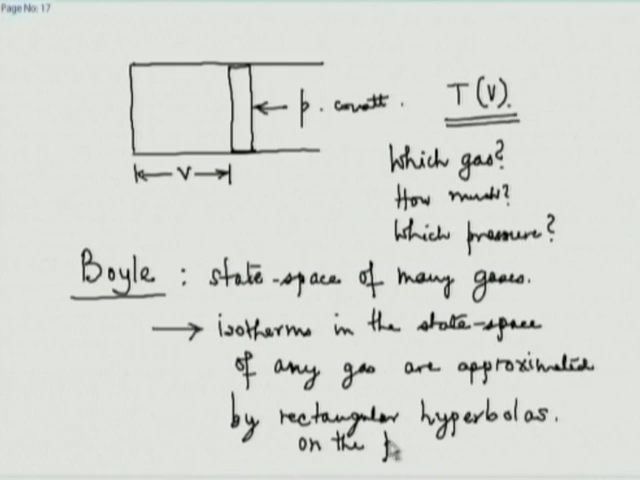 Page No: 17
p. constt. T(V).
V
Which gas?
How much?
Which pressure?
Boyle : state-space of many gases.
→ isotherms in the state-space
of any gas are approximated
by rectangular hyperbolas.
on the